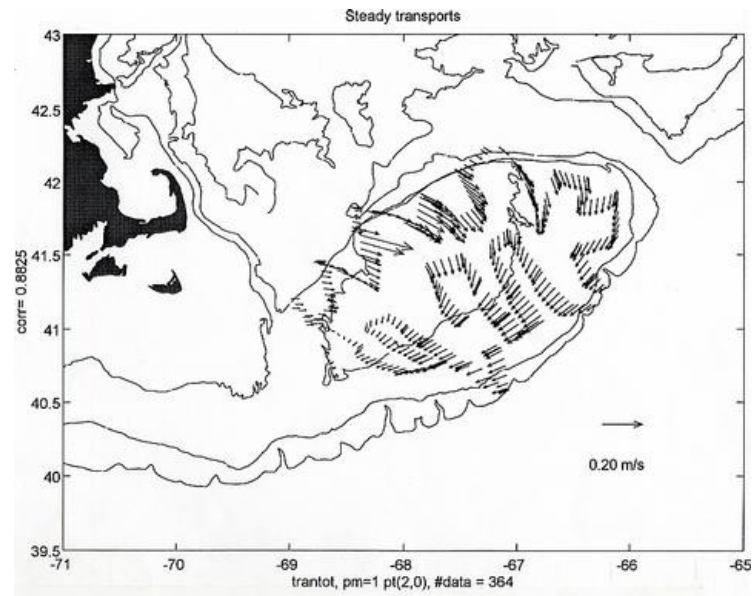 Steady transports
43
42.5
42
41.5
41
40.5
40
39.5
corr= 0.8825
0.20 m/s
-71 -70 -69 -68 -67 -66 -65
trantot, pm=1 pt(2,0), #data = 364